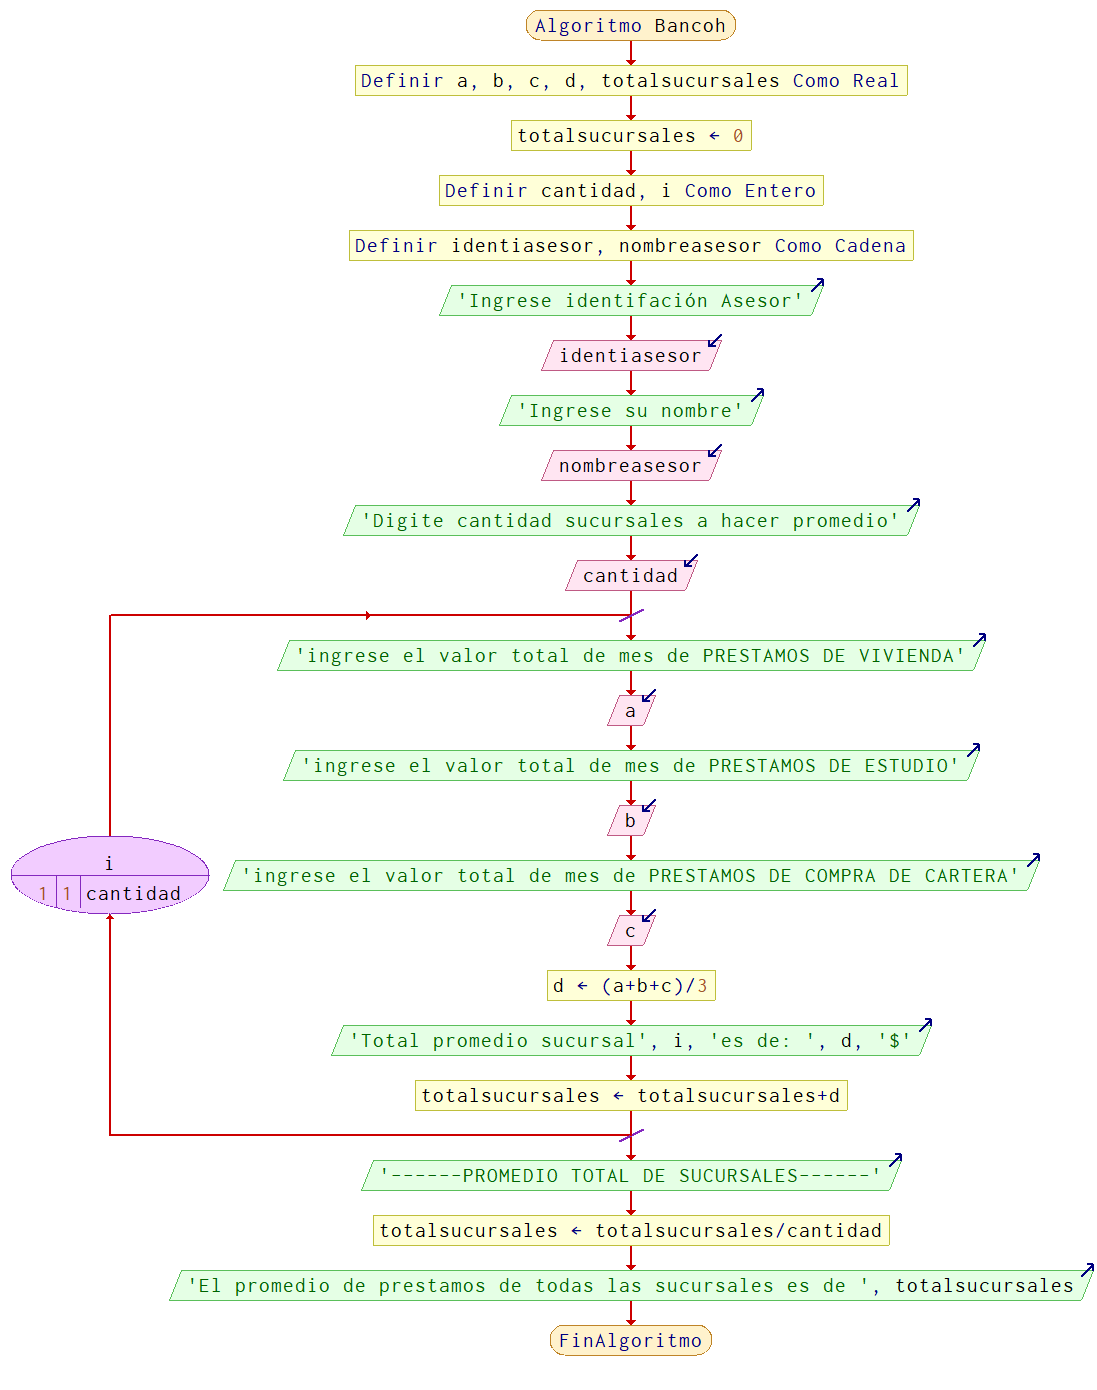 Algoritmo Bancoh
Definir a, b, c, d, totalsucursales Como Real
totalsucursales ← 0
Definir cantidad, i Como Entero
Definir identiasesor, nombreasesor Como Cadena
'Ingrese identifación Asesor'
identiasesor
'Ingrese su nombre'
nombreasesor
'Digite cantidad sucursales a hacer promedio'
cantidad
'ingrese el valor total de mes de PRESTAMOS DE VIVIENDA'
a
'ingrese el valor total de mes de PRESTAMOS DE ESTUDIO'
b
i
1 1 cantidad
'ingrese el valor total de mes de PRESTAMOS DE COMPRA DE CARTERA'
c
d ← (a+b+c)/3
'Total promedio sucursal', i, 'es de: ', d, '$'
totalsucursales ← totalsucursales+d
'------PROMEDIO TOTAL DE SUCURSALES------'
totalsucursales ← totalsucursales/cantidad
'El promedio de prestamos de todas las sucursales es de ', totalsucursales
FinAlgoritmo